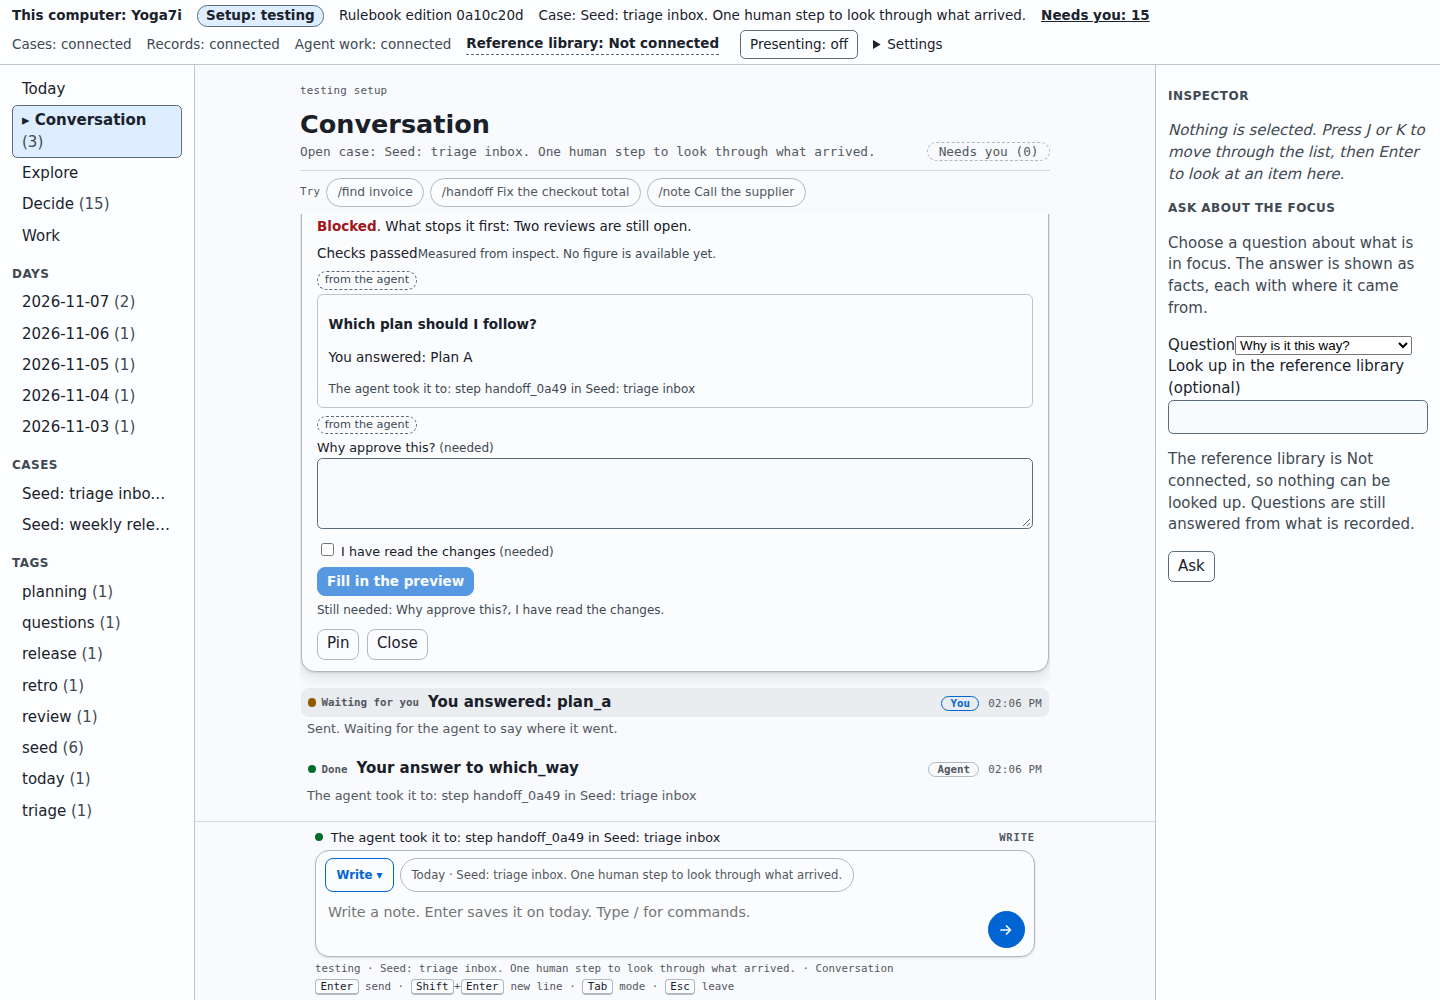 This computer: Yoga7i Setup: testing Rulebook edition 0a10c20d Case: Seed: triage inbox. One human step to look through what arrived. Needs you: 15
Cases: connected Records: connected Agent work: connected Reference library: Not connected Presenting: off ▶ Settings
Today
▸ Conversation
(3)
Explore
Decide (15)
Work
DAYS
2026-11-07 (2)
2026-11-06 (1)
2026-11-05 (1)
2026-11-04 (1)
2026-11-03 (1)
CASES
Seed: triage inbo…
Seed: weekly rele…
TAGS
planning (1)
questions (1)
release (1)
retro (1)
review (1)
seed (6)
today (1)
triage (1)
testing setup
Conversation
Open case: Seed: triage inbox. One human step to look through what arrived. Needs you (0)
Try /find invoice /handoff Fix the checkout total /note Call the supplier
Blocked. What stops it first: Two reviews are still open.
Checks passedMeasured from inspect. No figure is available yet.
from the agent
Which plan should I follow?
You answered: Plan A
The agent took it to: step handoff_0a49 in Seed: triage inbox
from the agent
Why approve this? (needed)
I have read the changes (needed)
Fill in the preview
Still needed: Why approve this?, I have read the changes.
Pin Close
Waiting for you You answered: plan_a You 02:06 PM
Sent. Waiting for the agent to say where it went.
Done Your answer to which_way Agent 02:06 PM
The agent took it to: step handoff_0a49 in Seed: triage inbox
The agent took it to: step handoff_0a49 in Seed: triage inbox WRITE
Write ▾ Today · Seed: triage inbox. One human step to look through what arrived.
Write a note. Enter saves it on today. Type / for commands.
→
testing · Seed: triage inbox. One human step to look through what arrived. · Conversation
Enter send · Shift+Enter new line · Tab mode · Esc leave
INSPECTOR
Nothing is selected. Press J or K to
move through the list, then Enter
to look at an item here.
ASK ABOUT THE FOCUS
Choose a question about what is
in focus. The answer is shown as
facts, each with where it came
from.
Question Why is it this way?
Look up in the reference library
(optional)
The reference library is Not
connected, so nothing can be
looked up. Questions are still
answered from what is recorded.
Ask